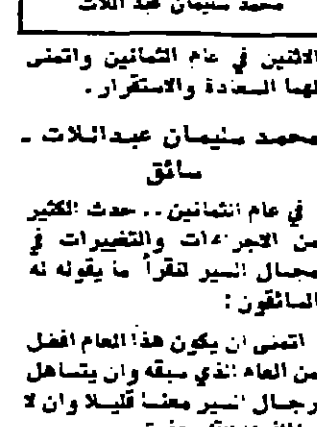 محمد سليمان عبد اللات
الاثنين في عام الثمانين واتمنى
لهما السعادة والاستقرار .
محمد سليمان عبداللات -
سائق
في عام الثمانين .. حدث الكثير
من الاجراءات والتغييرات في
مجال السير لنقرأ ما يقوله له
السائقون :
اتمنى ان يكون هذا العام افضل
من العام الذي سبقه وان يتساهل
رجال السير معنا قليلا وان لا